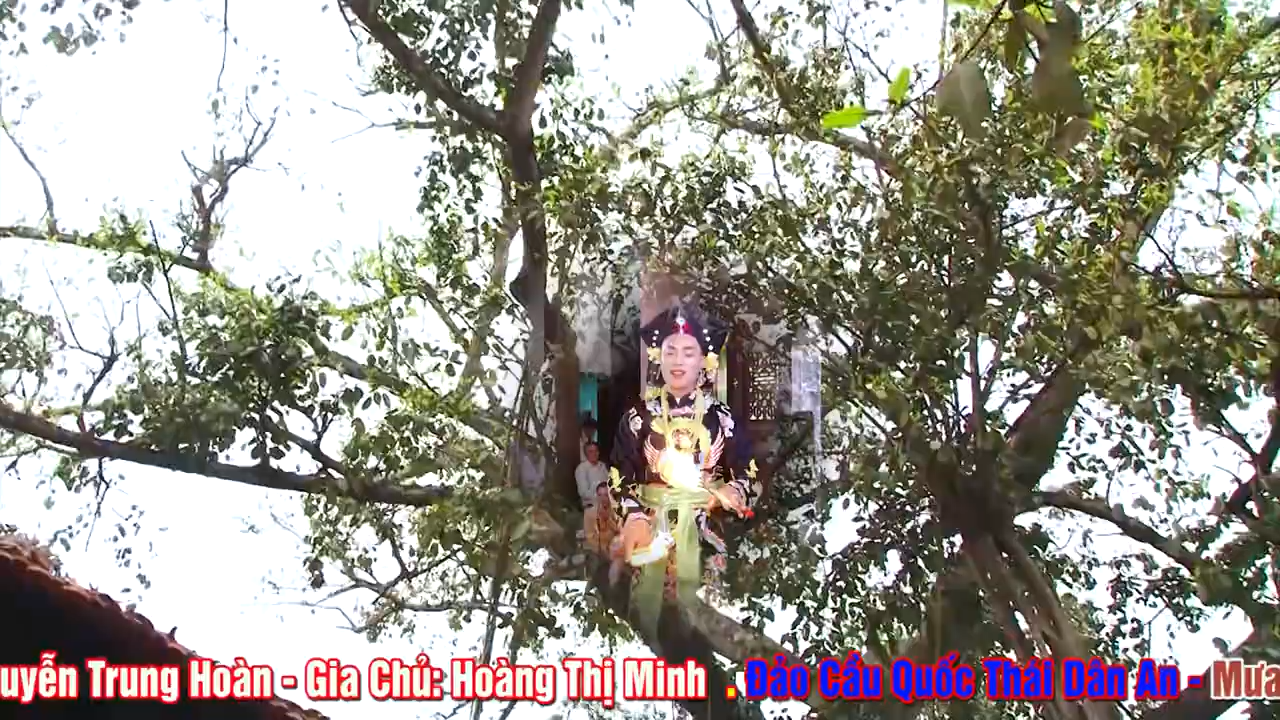 uyễn Trung Hoàn - Gia Chủ: Hoàng Thị Minh . Đảo Cầu Quốc Thái Dân An - Mưa